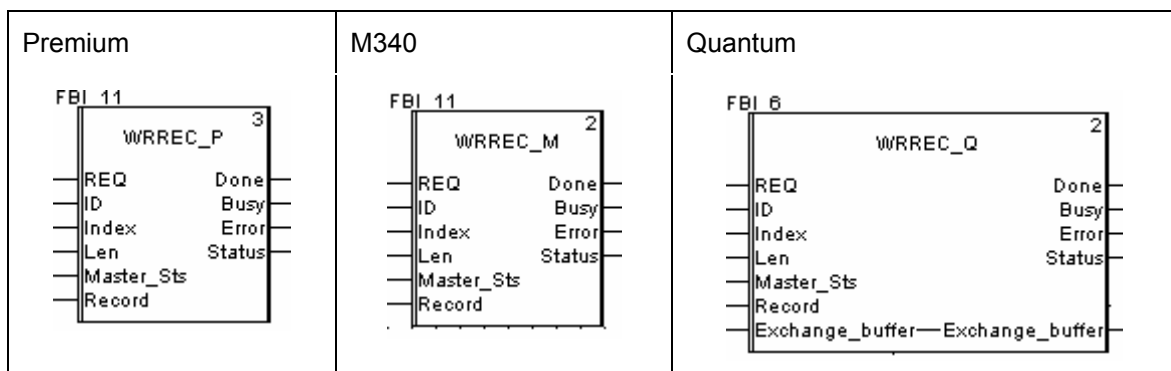 Premium M340 Quantum
FBI_11
3
WRREC_P
REQ Done
ID Busy
Index Error
Len Status
Master_Sts
Record
FBI_11
2
WRREC_M
REQ Done
ID Busy
Index Error
Len Status
Master_Sts
Record
FBI_6
2
WRREC_Q
REQ Done
ID Busy
Index Error
Len Status
Master_Sts
Record
Exchange_buffer Exchange_buffer